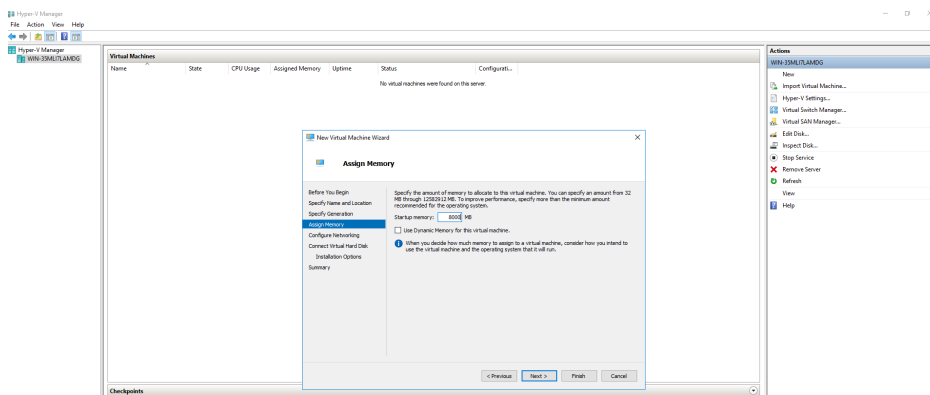 Hyper-V Manager
File Action View Help
Hyper-V Manager
WIN-35MLI7LAMDG
Virtual Machines
Name State CPU Usage Assigned Memory Uptime Status Configurati...
No virtual machines were found on this server.
New Virtual Machine Wizard
Assign Memory
Before You Begin
Specify Name and Location
Specify Generation
Assign Memory
Configure Networking
Connect Virtual Hard Disk
Installation Options
Summary
Specify the amount of memory to allocate to this virtual machine. You can specify an amount from 32
MB through 12582912 MB. To improve performance, specify more than the minimum amount
recommended for the operating system.
Startup memory: 8000 MB
Use Dynamic Memory for this virtual machine.
When you decide how much memory to assign to a virtual machine, consider how you intend to
use the virtual machine and the operating system that it will run.
< Previous Next > Finish Cancel
Checkpoints
Actions
WIN-35MLI7LAMDG
New
Import Virtual Machine...
Hyper-V Settings...
Virtual Switch Manager...
Virtual SAN Manager...
Edit Disk...
Inspect Disk...
Stop Service
Remove Server
Refresh
View
Help